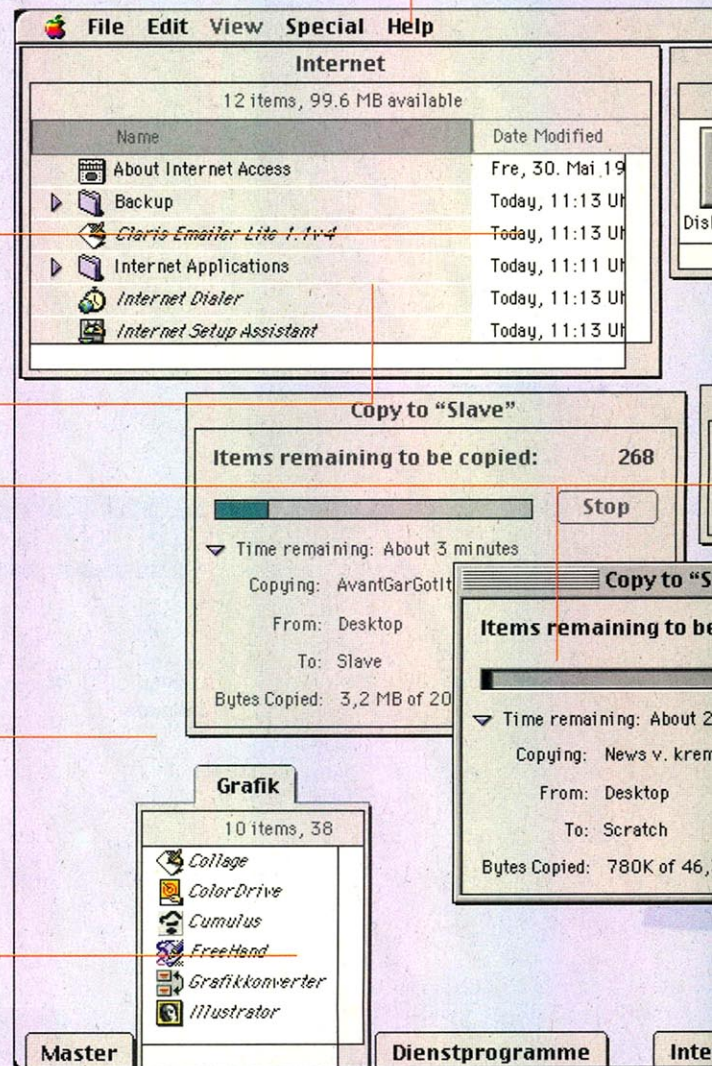 File Edit View Special Help
Internet
12 items, 99.6 MB available
Name Date Modified
About Internet Access Fre, 30. Mai 19
Backup Today, 11:13 Uh
Claris Emailer Lite 1.1v4 Today, 11:13 Uh
Internet Applications Today, 11:11 Uh
Internet Dialer Today, 11:13 Uh
Internet Setup Assistant Today, 11:13 Uh
Disk
Copy to “Slave”
Items remaining to be copied: 268
Stop
Time remaining: About 3 minutes
Copying: AvantGarGotIt
From: Desktop
To: Slave
Bytes Copied: 3,2 MB of 20
Copy to “S
Items remaining to be
Time remaining: About 2
Copying: News v. krem
From: Desktop
To: Scratch
Bytes Copied: 780K of 46,
Grafik
10 items, 38
Collage
ColorDrive
Cumulus
FreeHand
Grafikkonverter
Illustrator
Master
Dienstprogramme
Inte